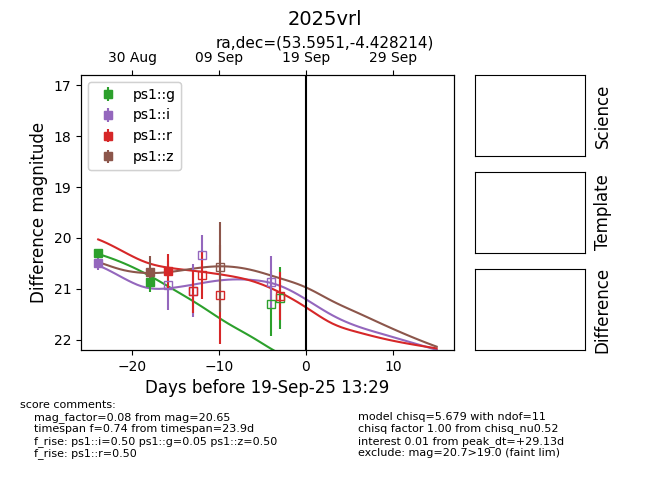 2025vrl
ra,dec=(53.5951,-4.428214)
30 Aug 09 Sep 19 Sep 29 Sep
ps1::g
ps1::i
ps1::r
ps1::z
17
18
19
20
21
22
Difference magnitude
−20 −10 0 10
Days before 19-Sep-25 13:29
Science
Template
Difference
score comments:
mag_factor=0.08 from mag=20.65
timespan f=0.74 from timespan=23.9d
f_rise: ps1::i=0.50 ps1::g=0.05 ps1::z=0.50
f_rise: ps1::r=0.50
model chisq=5.679 with ndof=11
chisq factor 1.00 from chisq_nu0.52
interest 0.01 from peak_dt=+29.13d
exclude: mag=20.7>19.0 (faint lim)